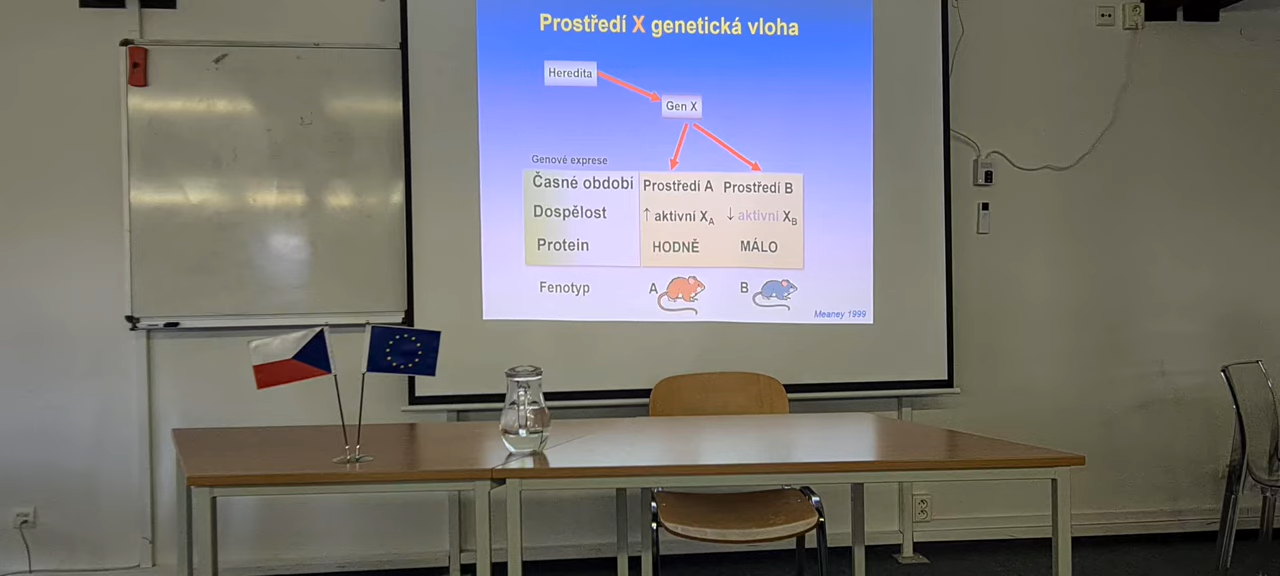 Prostředí X genetická vloha
Heredita
Gen X
Genové exprese
Časné období Prostředí A Prostředí B
Dospělost ↑ aktivní XA ↓ aktivní XB
Protein HODNĚ MÁLO
Fenotyp A B
Meaney 1999